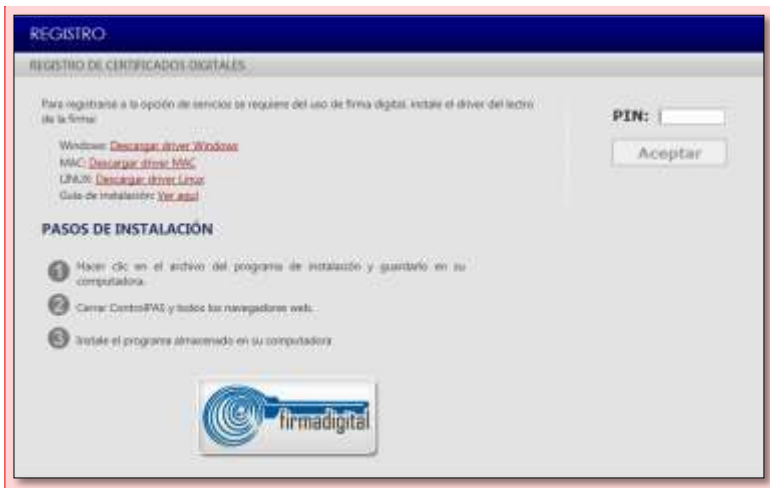 REGISTRO
REGISTRO DE CERTIFICADOS DIGITALES
Para registrarse a la opción de servicios se requiere del uso de firma digital, instale el driver del lectro
de la firma:
Windows: Descargar driver Windows
MAC: Descargar driver MAC
LINUX: Descargar driver Linux
Guía de instalación: Ver aquí
PIN:
Aceptar
PASOS DE INSTALACIÓN
1 Hacer clic en el archivo del programa de instalación y guardarlo en su
computadora.
2 Cerrar ControlPAS y todos los navegadores web.
3 Instale el programa almacenado en su computadora
firmadigital